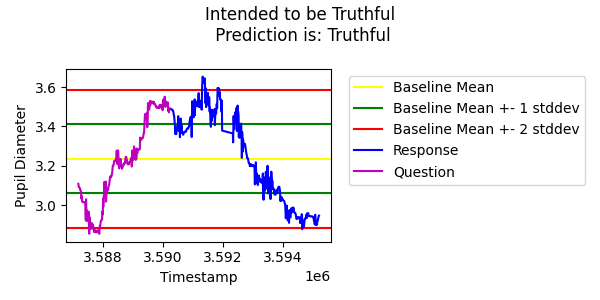 Intended to be Truthful
Prediction is: Truthful
3.6
3.4
3.2
3.0
Pupil Diameter
3.588 3.590 3.592 3.594
1e6
Timestamp
Baseline Mean
Baseline Mean +- 1 stddev
Baseline Mean +- 2 stddev
Response
Question